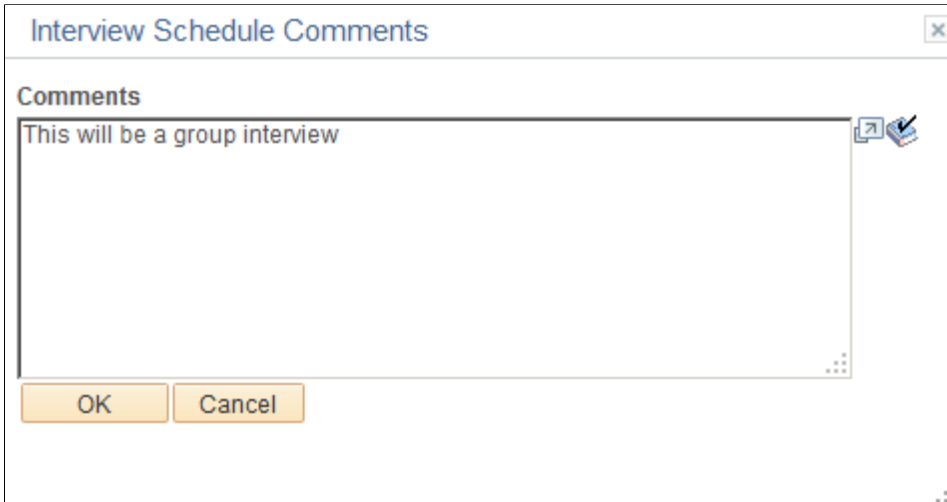 Interview Schedule Comments
Comments
This will be a group interview
OK
Cancel